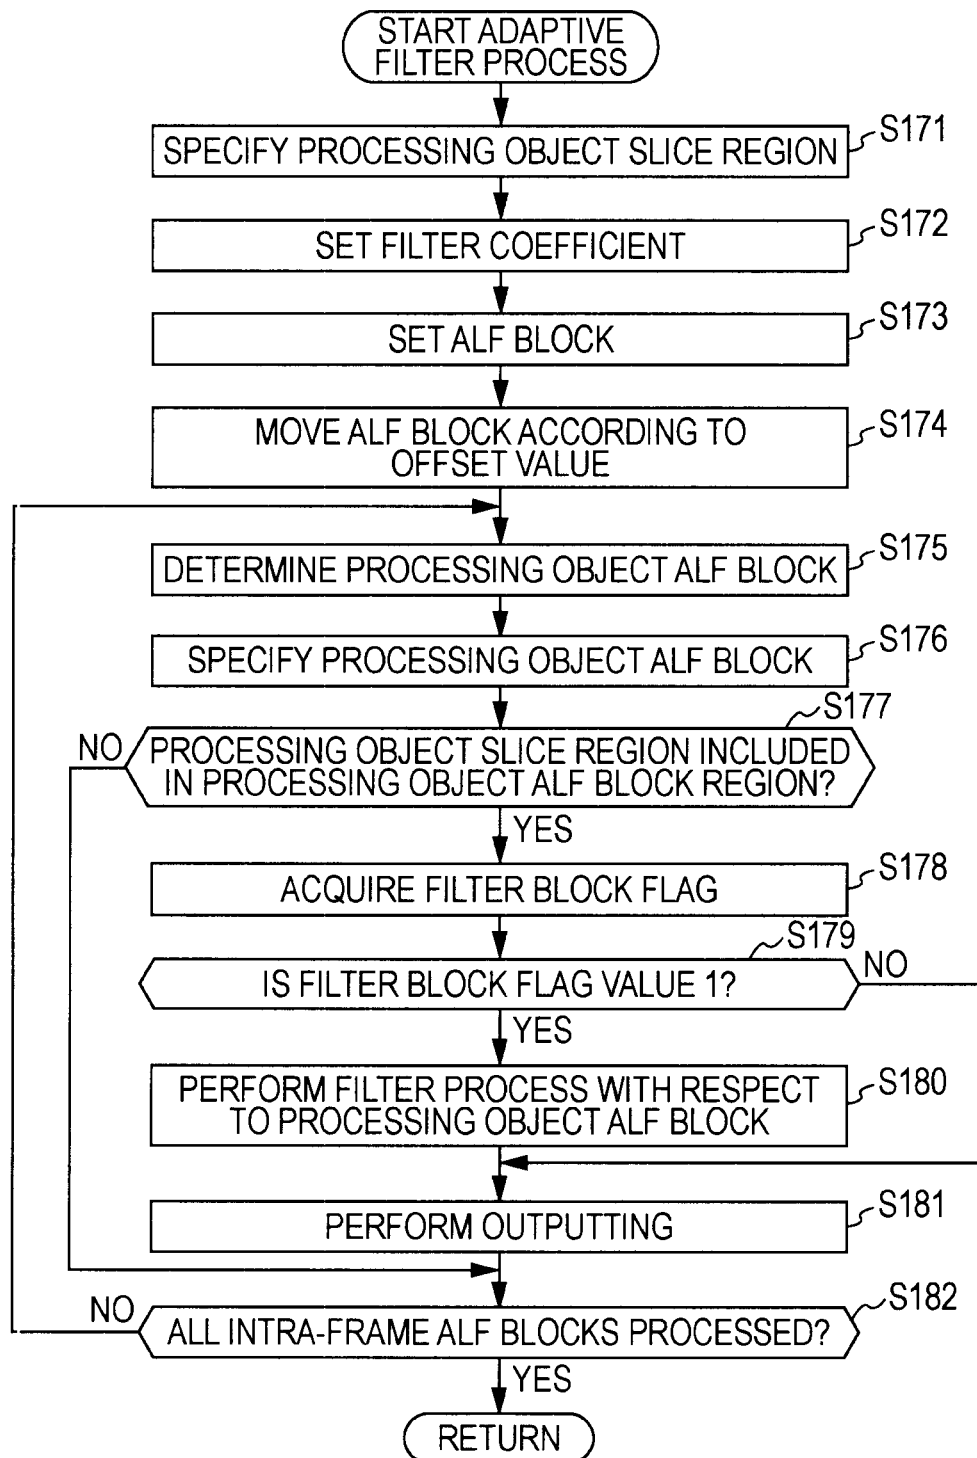 START ADAPTIVE
FILTER PROCESS
S171
SPECIFY PROCESSING OBJECT SLICE REGION
S172
SET FILTER COEFFICIENT
S173
SET ALF BLOCK
S174
MOVE ALF BLOCK ACCORDING TO
OFFSET VALUE
S175
DETERMINE PROCESSING OBJECT ALF BLOCK
S176
SPECIFY PROCESSING OBJECT ALF BLOCK
S177
NO
PROCESSING OBJECT SLICE REGION INCLUDED
IN PROCESSING OBJECT ALF BLOCK REGION?
YES
S178
ACQUIRE FILTER BLOCK FLAG
S179
IS FILTER BLOCK FLAG VALUE 1?
NO
YES
S180
PERFORM FILTER PROCESS WITH RESPECT
TO PROCESSING OBJECT ALF BLOCK
S181
PERFORM OUTPUTTING
S182
NO
ALL INTRA-FRAME ALF BLOCKS PROCESSED?
YES
RETURN